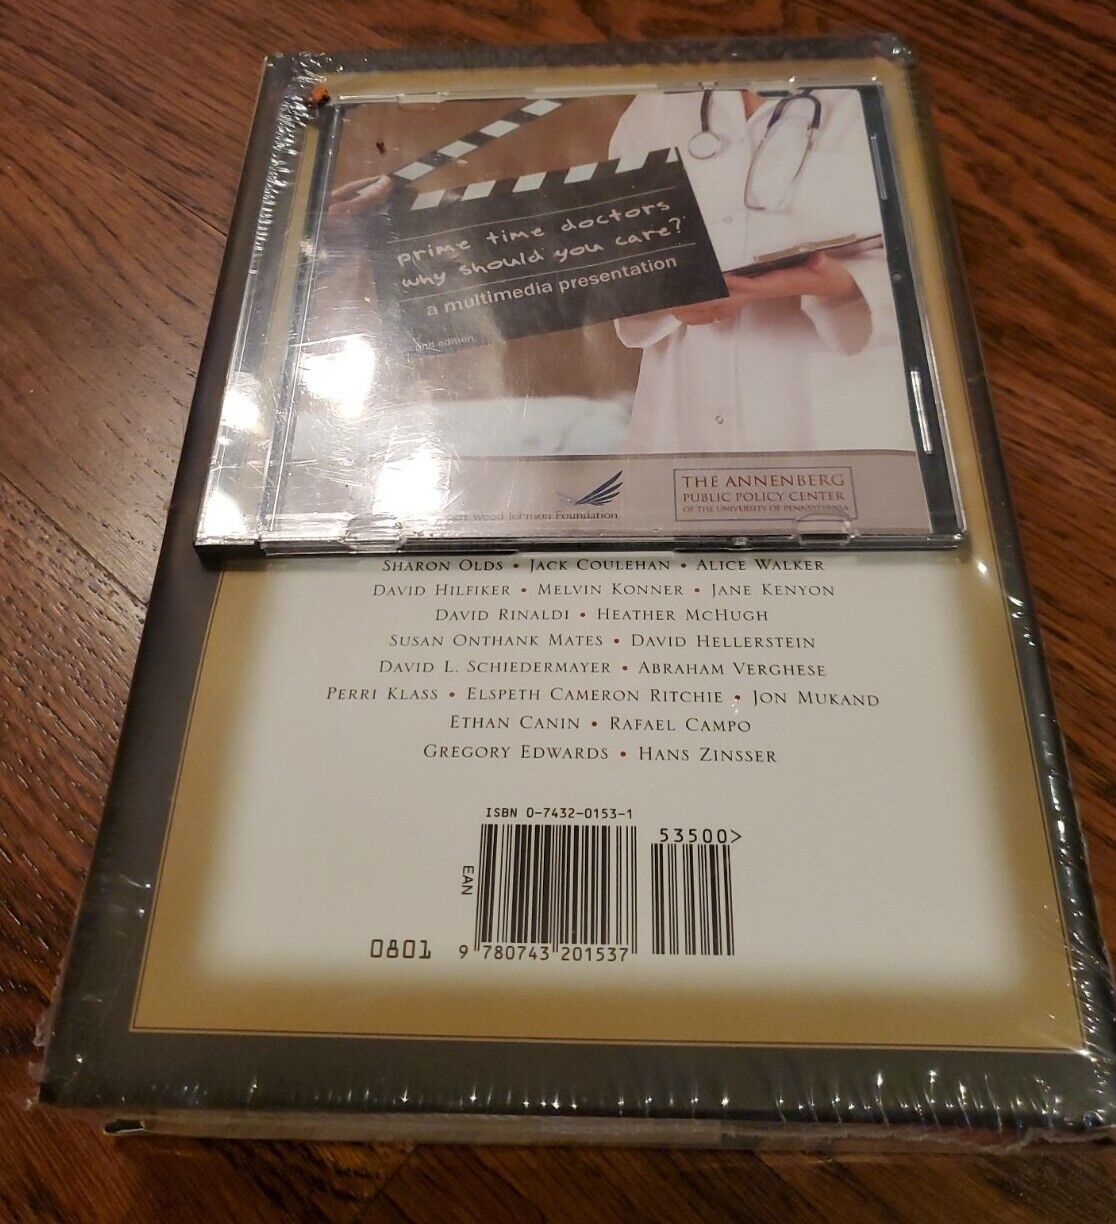 prime time doctors
why should you care?
a multimedia presentation
edition
Wood Johnson Foundation
THE ANNENBERG
PUBLIC POLICY CENTER
OF THE UNIVERSITY OF PENNSYLVANIA
SHARON OLDS • JACK COULEHAN • ALICE WALKER
DAVID HILFIKER • MELVIN KONNER • JANE KENYON
DAVID RINALDI • HEATHER MCHUGH
SUSAN ONTHANK MATES • DAVID HELLERSTEIN
DAVID L. SCHIEDERMAYER • ABRAHAM VERGHESE
PERRI KLASS • ELSPETH CAMERON RITCHIE • JON MUKAND
ETHAN CANIN • RAFAEL CAMPO
GREGORY EDWARDS • HANS ZINSSER
ISBN 0-7432-0153-1
53500>
EAN
0801
9 780743 201537